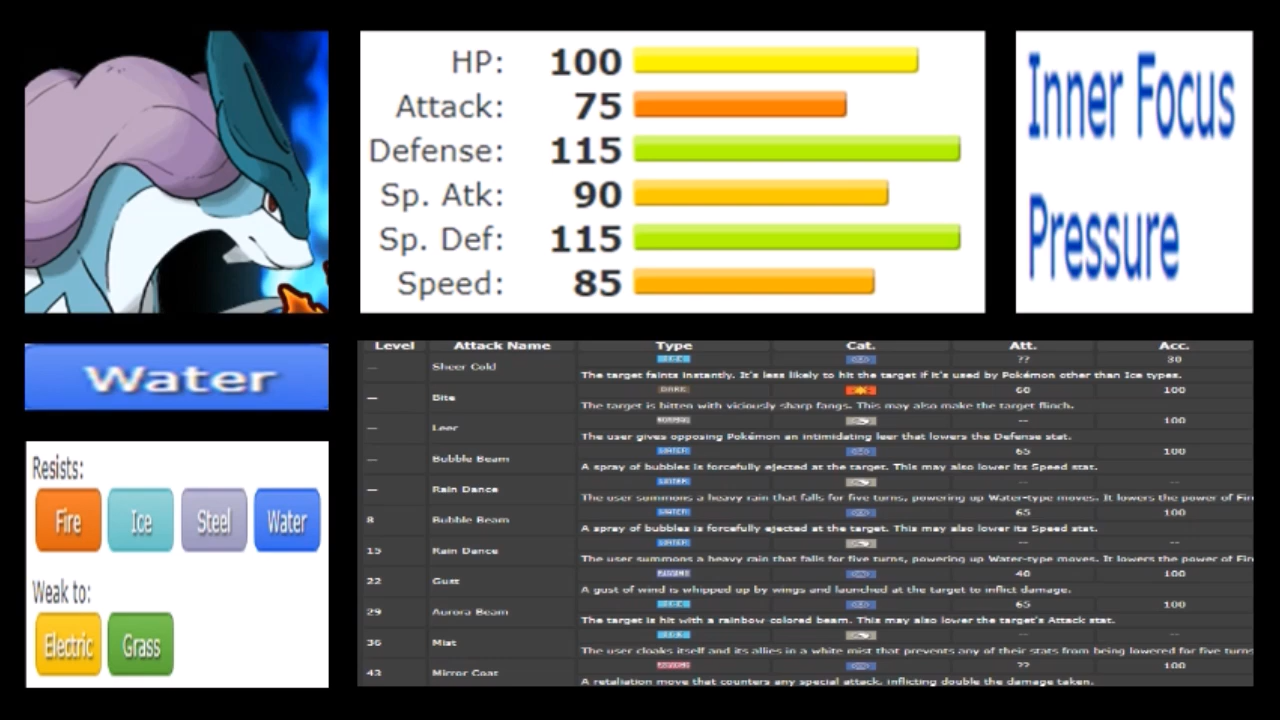 HP: 100
Attack: 75
Defense: 115
Sp. Atk: 90
Sp. Def: 115
Speed: 85
Inner Focus
Pressure
Water
Resists:
Fire Ice Steel Water
Weak to:
Electric Grass
Level Attack Name Type Cat. Att. Acc.
— Sheer Cold ICE ?? 30
The target faints instantly. It's less likely to hit the target if it's used by Pokémon other than Ice types.
— Bite DARK 60 100
The target is bitten with viciously sharp fangs. This may also make the target flinch.
— Leer NORMAL -- 100
The user gives opposing Pokémon an intimidating leer that lowers the Defense stat.
— Bubble Beam WATER 65 100
A spray of bubbles is forcefully ejected at the target. This may also lower its Speed stat.
— Rain Dance WATER -- --
The user summons a heavy rain that falls for five turns, powering up Water-type moves. It lowers the power of Fir
8 Bubble Beam WATER 65 100
A spray of bubbles is forcefully ejected at the target. This may also lower its Speed stat.
15 Rain Dance WATER -- --
The user summons a heavy rain that falls for five turns, powering up Water-type moves. It lowers the power of Fir
22 Gust 40 100
A gust of wind is whipped up by wings and launched at the target to inflict damage.
29 Aurora Beam ICE 65 100
The target is hit with a rainbow-colored beam. This may also lower the target's Attack stat.
36 Mist ICE -- --
The user cloaks itself and its allies in a white mist that prevents any of their stats from being lowered for five turns
43 Mirror Coat ?? 100
A retaliation move that counters any special attack, inflicting double the damage taken.